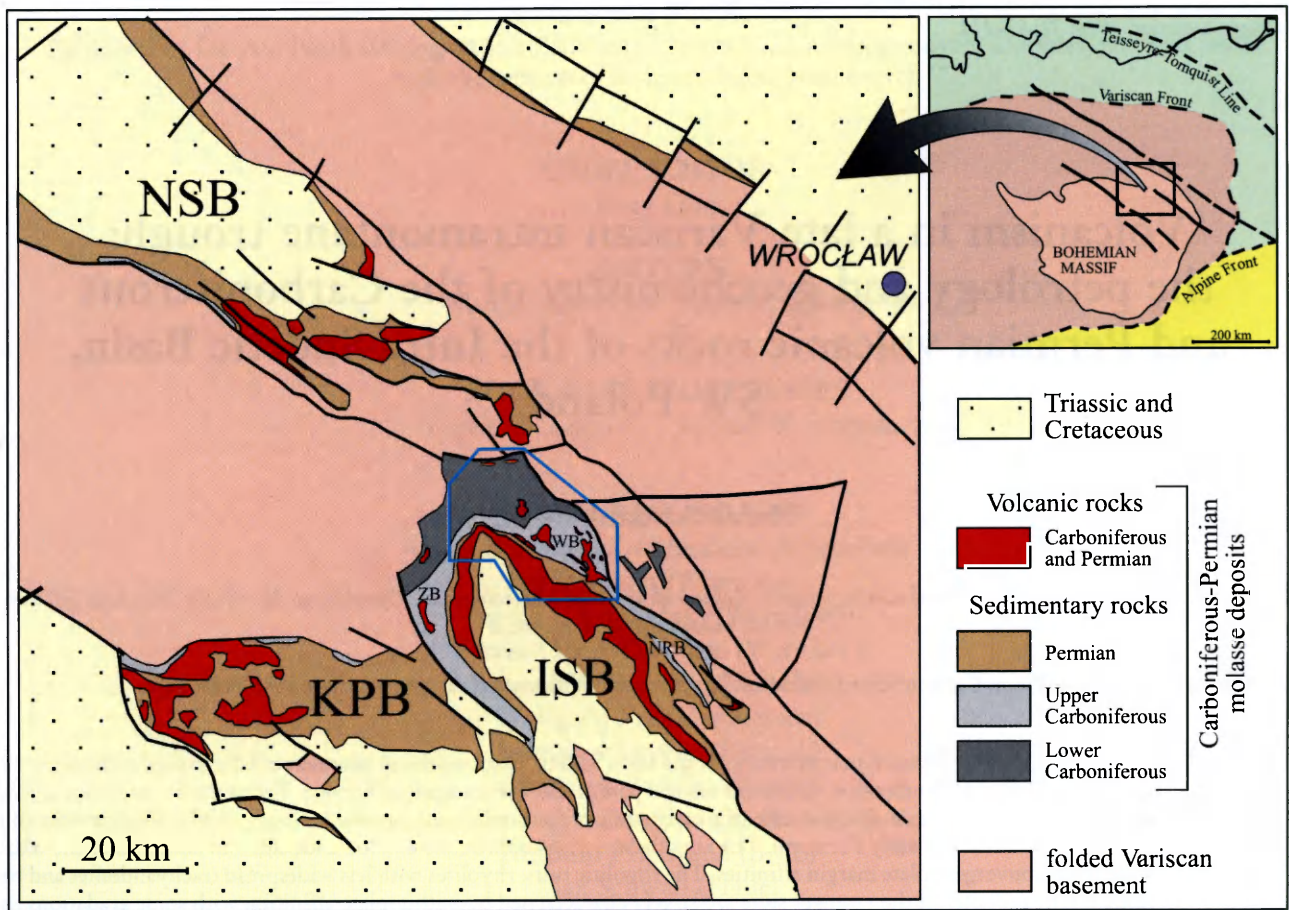 NSB
WROCŁAW
WB
ZB
NRB
ISB
KPB
20 km
Teisseyre-Tornquist Line
Variscan Front
BOHEMIAN
MASSIF
Alpine Front
200 km
Triassic and
Cretaceous
Volcanic rocks
Carboniferous
and Permian
Sedimentary rocks
Permian
Upper
Carboniferous
Lower
Carboniferous
Carboniferous-Permian
molasse deposits
folded Variscan
basement